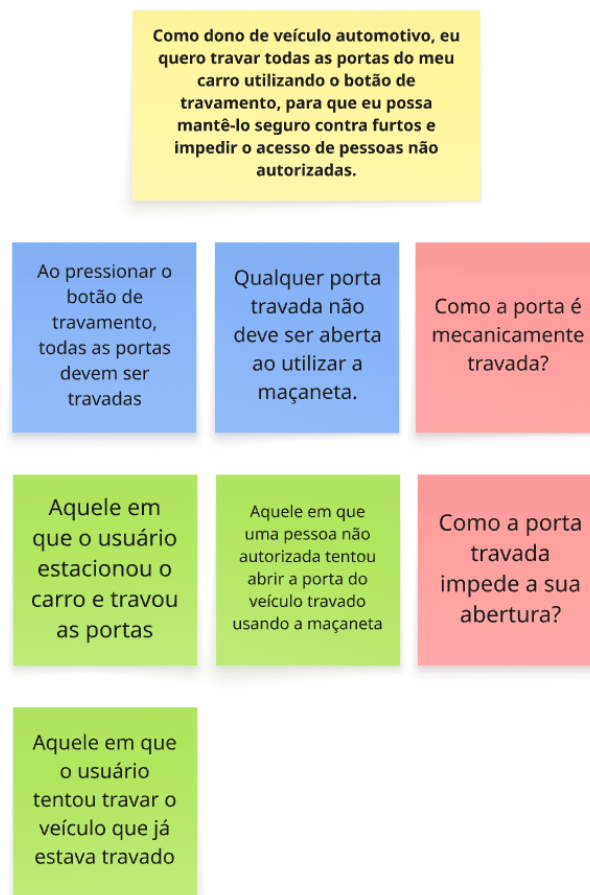 Como dono de veículo automotivo, eu
quero travar todas as portas do meu
carro utilizando o botão de
travamento, para que eu possa
mantê-lo seguro contra furtos e
impedir o acesso de pessoas não
autorizadas.
Ao pressionar o
botão de
travamento,
todas as portas
devem ser
travadas
Qualquer porta
travada não
deve ser aberta
ao utilizar a
maçaneta.
Como a porta é
mecanicamente
travada?
Aquele em
que o usuário
estacionou o
carro e travou
as portas
Aquele em que
uma pessoa não
autorizada tentou
abrir a porta do
veículo travado
usando a maçaneta
Como a porta
travada
impede a sua
abertura?
Aquele em que
o usuário
tentou travar o
veículo que já
estava travado